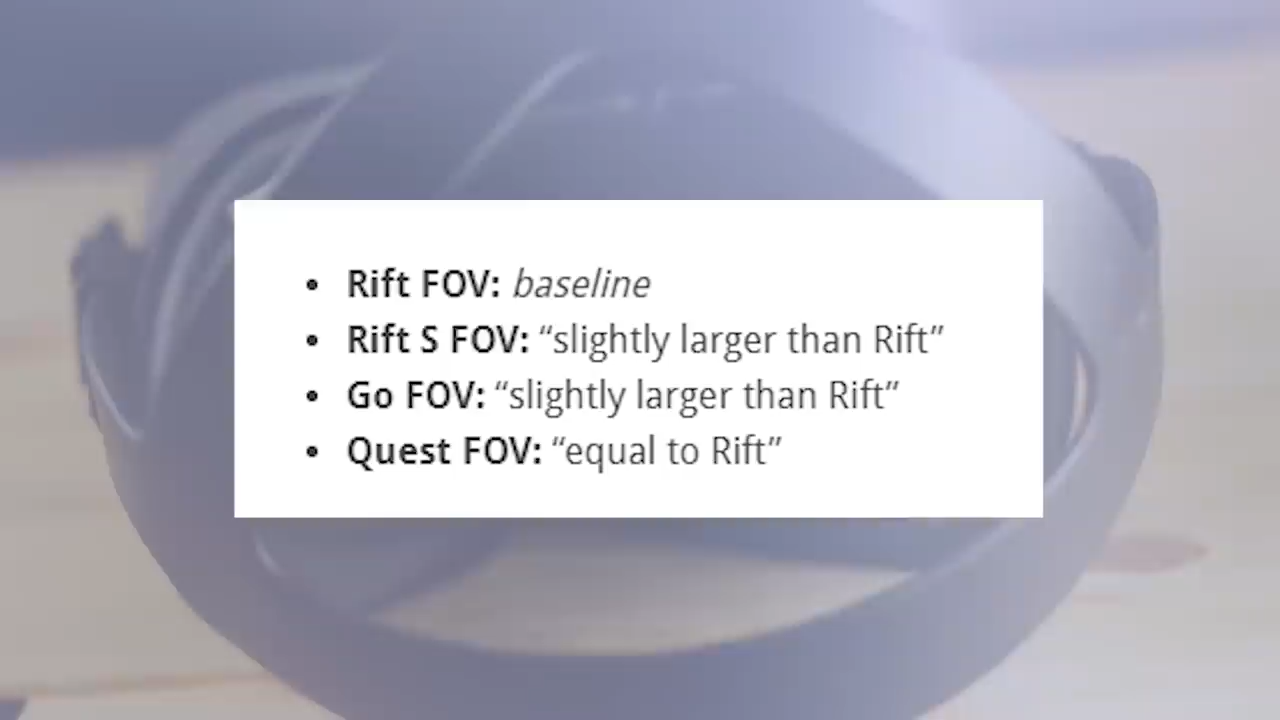 • Rift FOV: baseline
• Rift S FOV: “slightly larger than Rift”
• Go FOV: “slightly larger than Rift”
• Quest FOV: “equal to Rift”